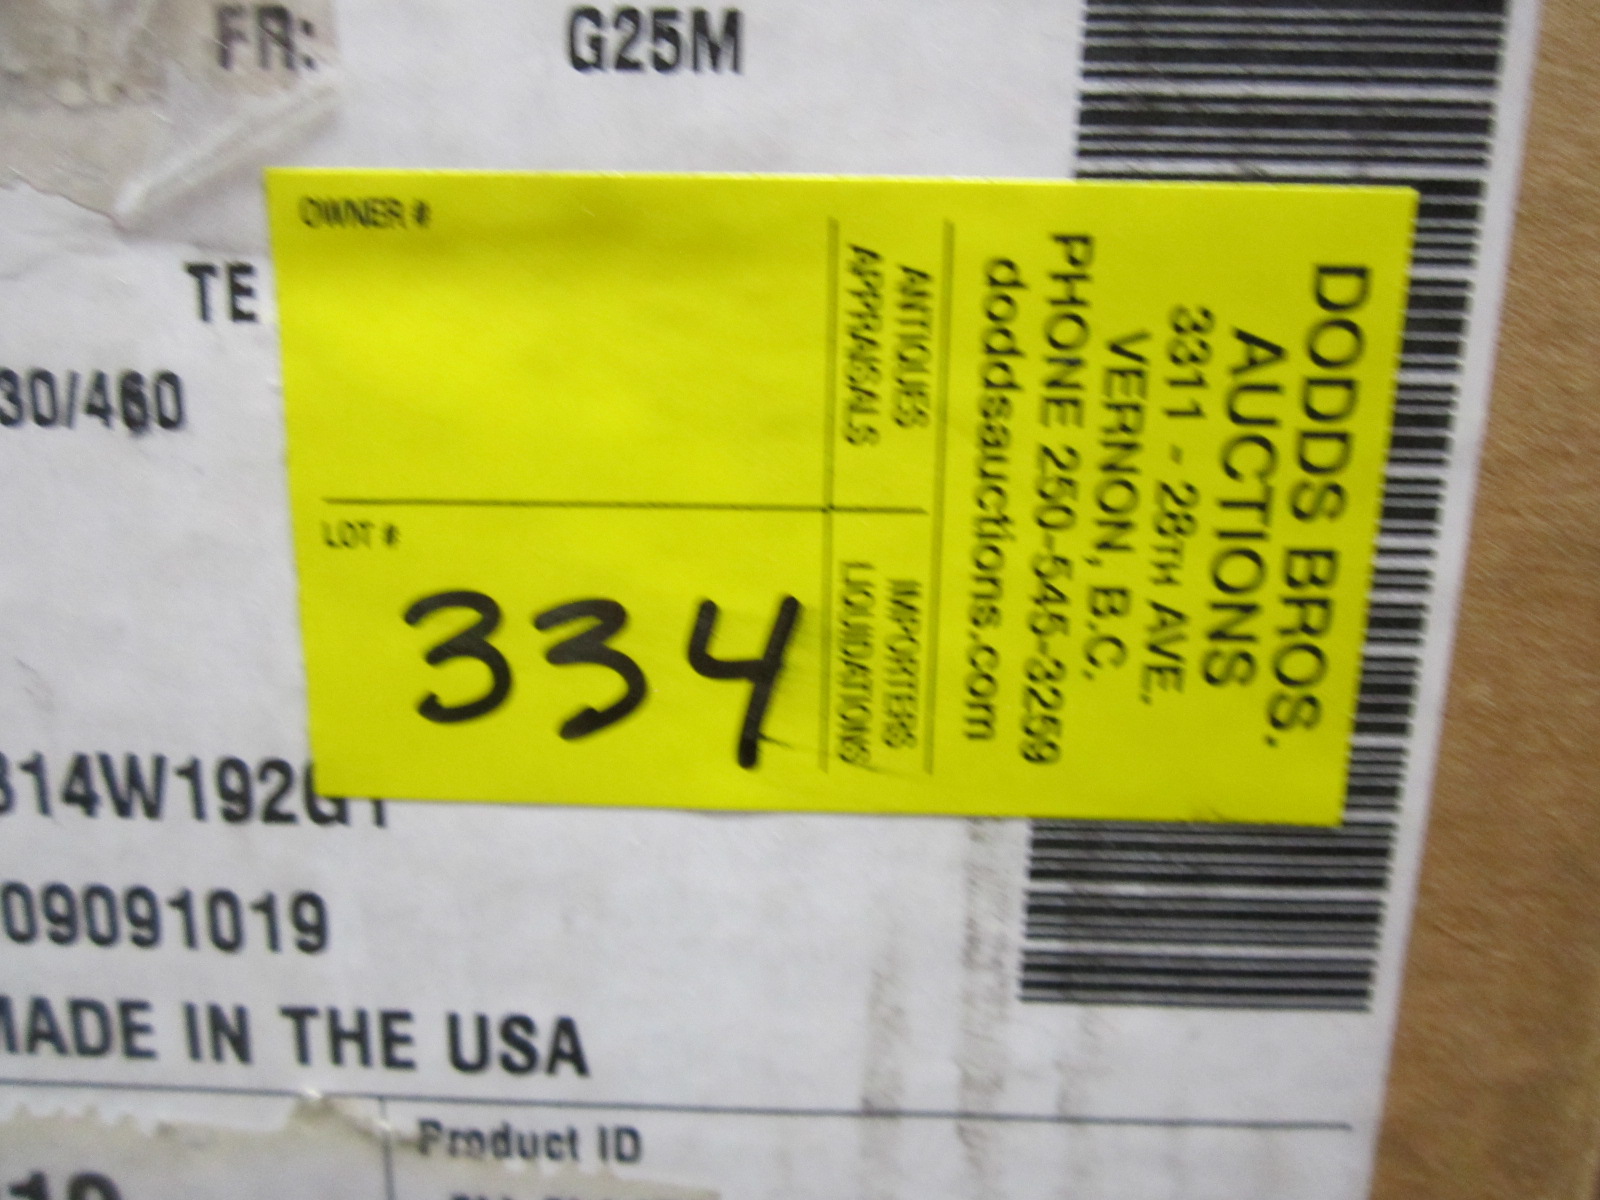 FR: G25M
TE
30/460
314W192G1
09091019
MADE IN THE USA
Product ID
OWNER #
LOT #
334
ANTIQUES IMPORTERS
APPRAISALS LIQUIDATIONS
DODDS BROS.
AUCTIONS
3311 - 28TH AVE.
VERNON, B.C.
PHONE 250-545-3259
doddsauctions.com